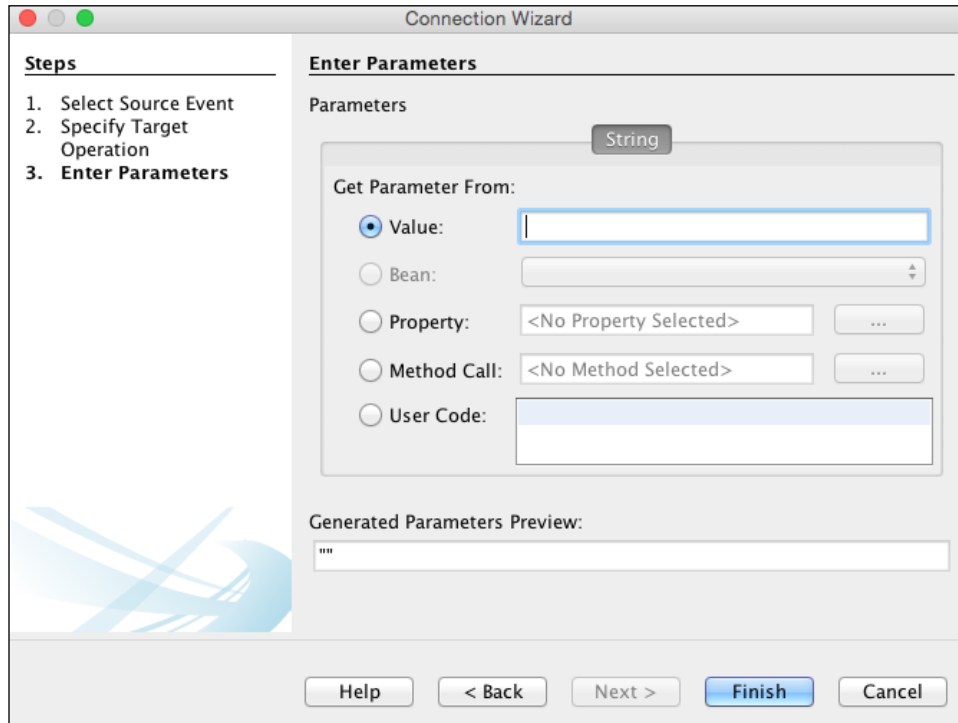 Connection Wizard
Steps
1. Select Source Event
2. Specify Target
Operation
3. Enter Parameters
Enter Parameters
Parameters
String
Get Parameter From:
Value:
Bean:
Property: <No Property Selected> ...
Method Call: <No Method Selected> ...
User Code:
Generated Parameters Preview:
""
Help < Back Next > Finish Cancel